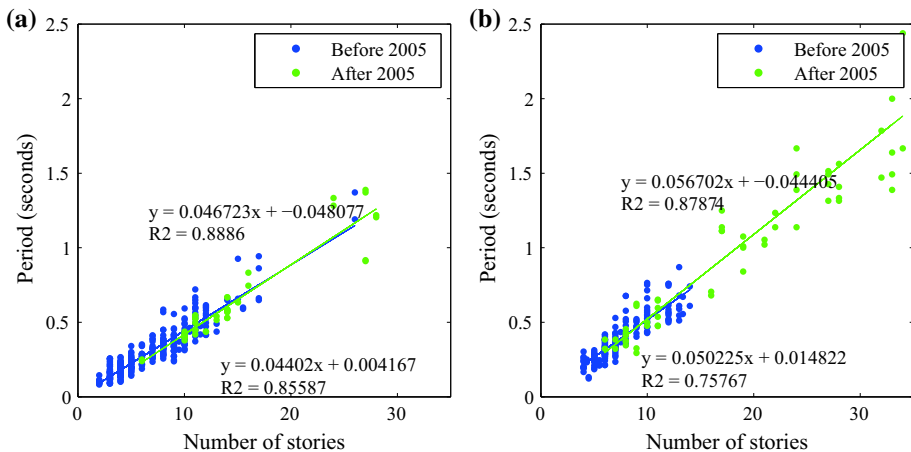 (a)
2.5
2
1.5
1
0.5
0
Period (seconds)
Before 2005
After 2005
y = 0.046723x + −0.048077
R2 = 0.8886
y = 0.04402x + 0.004167
R2 = 0.85587
0 10 20 30
Number of stories
(b)
2.5
2
1.5
1
0.5
0
Period (seconds)
Before 2005
After 2005
y = 0.056702x + −0.044405
R2 = 0.87874
y = 0.050225x + 0.014822
R2 = 0.75767
0 10 20 30
Number of stories